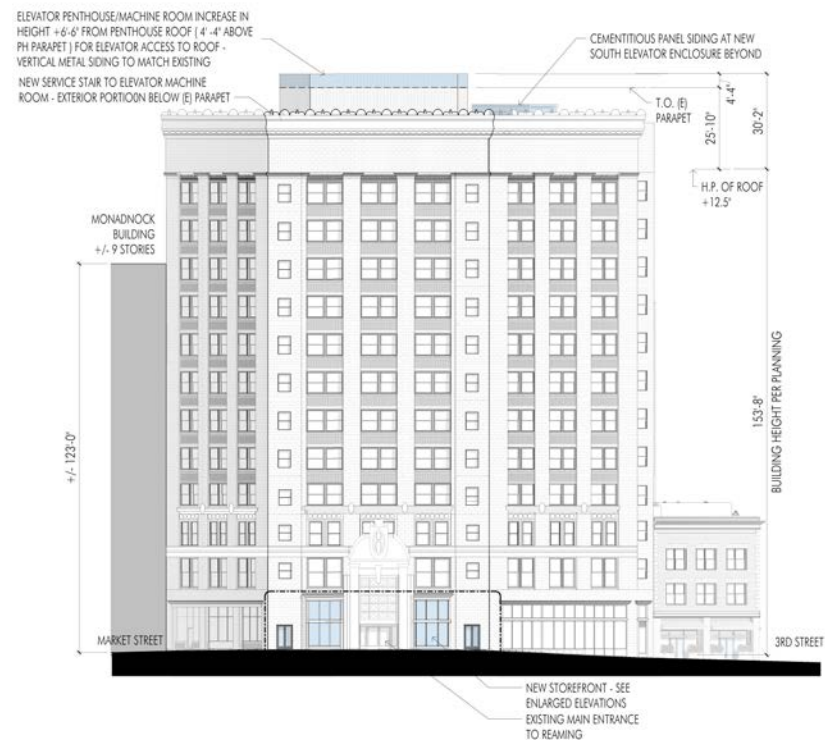 ELEVATOR PENTHOUSE/MACHINE ROOM INCREASE IN
HEIGHT +6'-6" FROM PENTHOUSE ROOF ( 4' -4" ABOVE
PH PARAPET ) FOR ELEVATOR ACCESS TO ROOF -
VERTICAL METAL SIDING TO MATCH EXISTING
NEW SERVICE STAIR TO ELEVATOR MACHINE
ROOM - EXTERIOR PORTIO0N BELOW (E) PARAPET
CEMENTITIOUS PANEL SIDING AT NEW
SOUTH ELEVATOR ENCLOSURE BEYOND
T.O. (E)
PARAPET
4'-4"
25'-10"
30'-2"
H.P. OF ROOF
+12.5"
MONADNOCK
BUILDING
+/- 9 STORIES
+/- 123'-0"
153'-8"
BUILDING HEIGHT PER PLANNING
MARKET STREET
3RD STREET
NEW STOREFRONT - SEE
ENLARGED ELEVATIONS
EXISTING MAIN ENTRANCE
TO REAMING